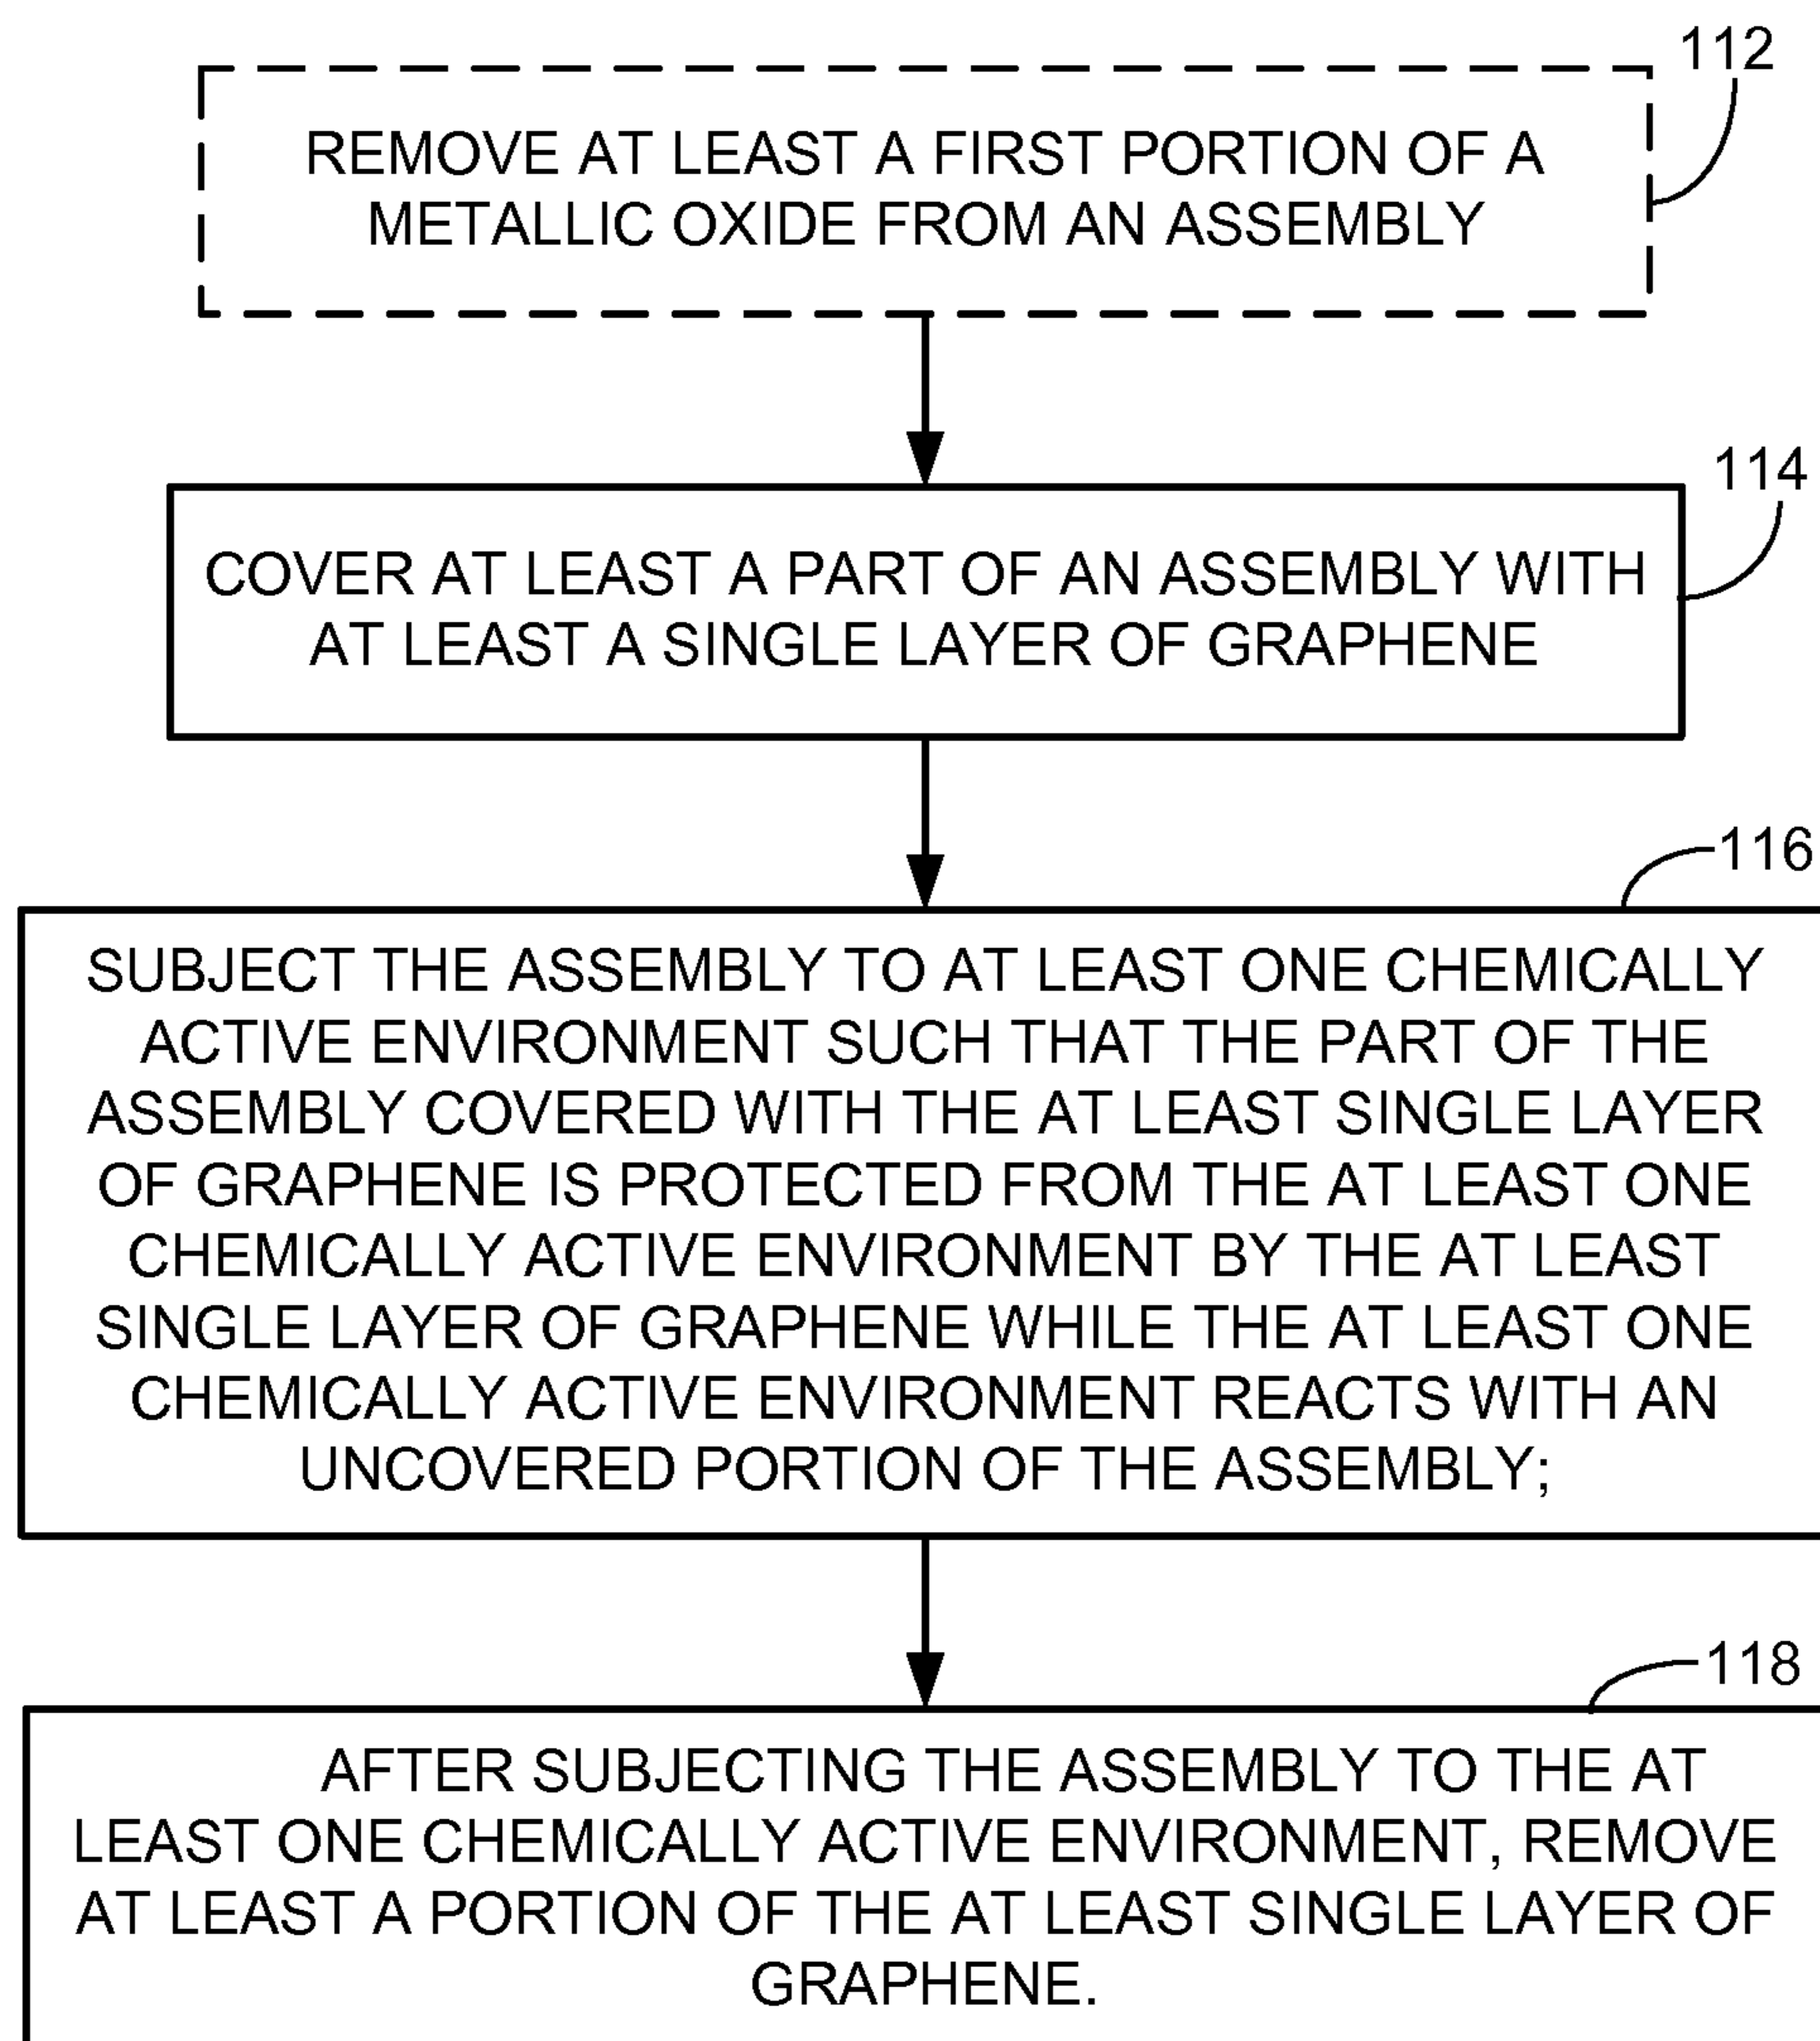 112
REMOVE AT LEAST A FIRST PORTION OF A
METALLIC OXIDE FROM AN ASSEMBLY
114
COVER AT LEAST A PART OF AN ASSEMBLY WITH
AT LEAST A SINGLE LAYER OF GRAPHENE
116
SUBJECT THE ASSEMBLY TO AT LEAST ONE CHEMICALLY
ACTIVE ENVIRONMENT SUCH THAT THE PART OF THE
ASSEMBLY COVERED WITH THE AT LEAST SINGLE LAYER
OF GRAPHENE IS PROTECTED FROM THE AT LEAST ONE
CHEMICALLY ACTIVE ENVIRONMENT BY THE AT LEAST
SINGLE LAYER OF GRAPHENE WHILE THE AT LEAST ONE
CHEMICALLY ACTIVE ENVIRONMENT REACTS WITH AN
UNCOVERED PORTION OF THE ASSEMBLY;
118
AFTER SUBJECTING THE ASSEMBLY TO THE AT
LEAST ONE CHEMICALLY ACTIVE ENVIRONMENT, REMOVE
AT LEAST A PORTION OF THE AT LEAST SINGLE LAYER OF
GRAPHENE.